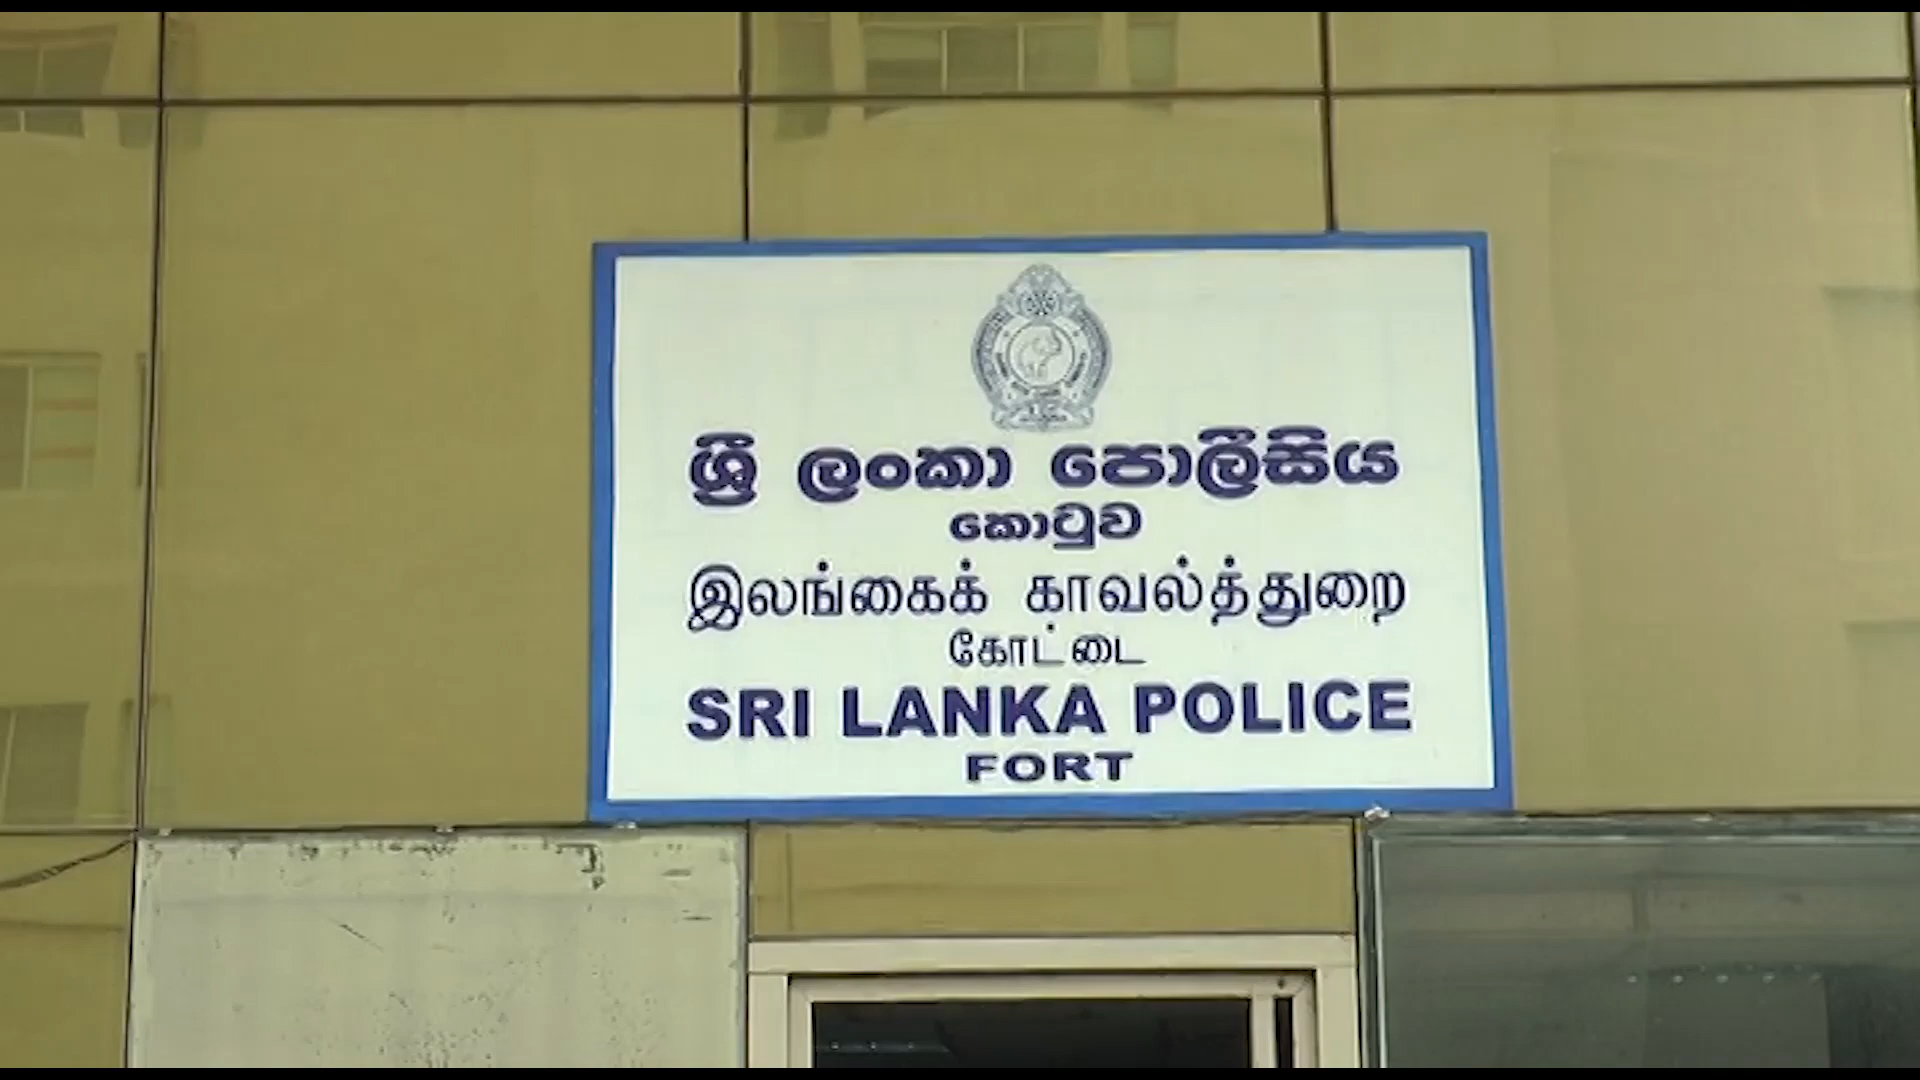 ශ්‍රී ලංකා පොලීසිය
කොටුව
இலங்கைக் காவல்த்துறை
கோட்டை
SRI LANKA POLICE
FORT